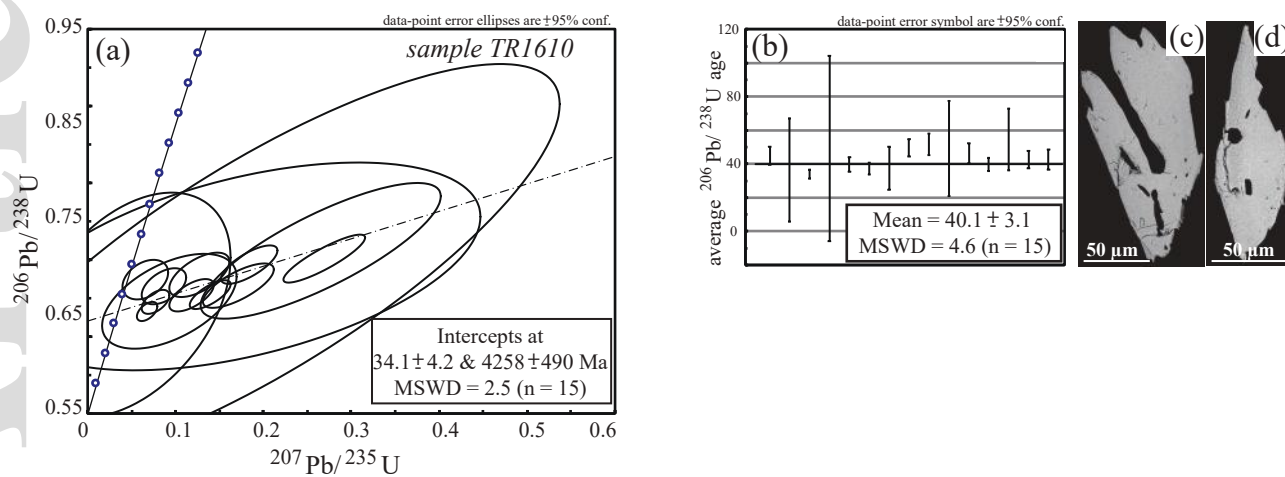 data-point error ellipses are ±95% conf.
0.95
(a)
sample TR1610
0.85
0.75
0.65
0.55
206Pb/238U
Intercepts at
34.1±4.2 & 4258±490 Ma
MSWD = 2.5 (n = 15)
0
0.1
0.2
0.3
0.4
0.5
0.6
207Pb/235U
data-point error symbol are ±95% conf.
120
(b)
80
40
0
average 206Pb/238U age
Mean = 40.1 ± 3.1
MSWD = 4.6 (n = 15)
(c)
50 µm
(d)
50 µm